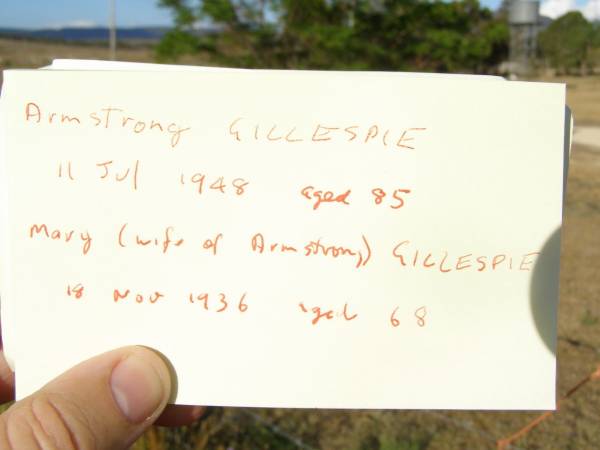 Armstrong GILLESPIE
11 Jul 1948 aged 85
Mary (wife of Armstrong) GILLESPIE
18 Nov 1936 aged 68